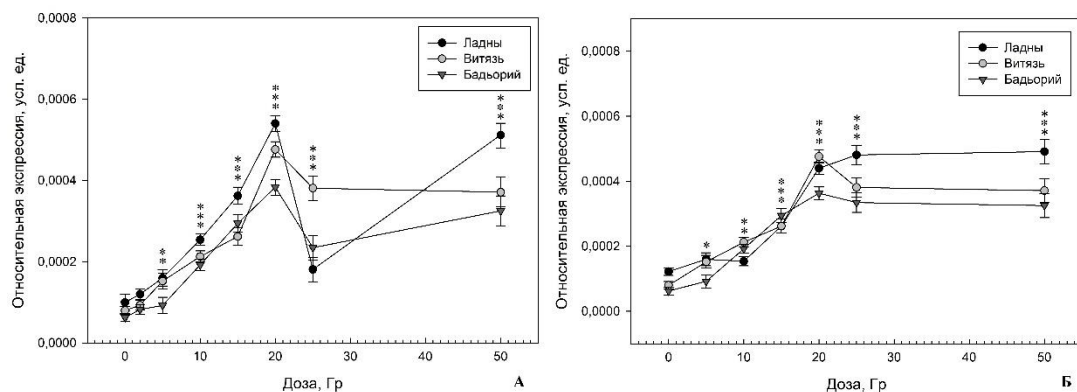 0,0008
0,0006
0,0004
0,0002
0,0000
Относительная экспрессия, усл. ед.
Ладны
Витязь
Бадьорий
**
***
***
***
***
***
0 10 20 30 40 50
Доза, Гр
А
0,0008
0,0006
0,0004
0,0002
0,0000
Относительная экспрессия, усл. ед.
Ладны
Витязь
Бадьорий
*
**
***
***
***
***
0 10 20 30 40 50
Доза, Гр
Б